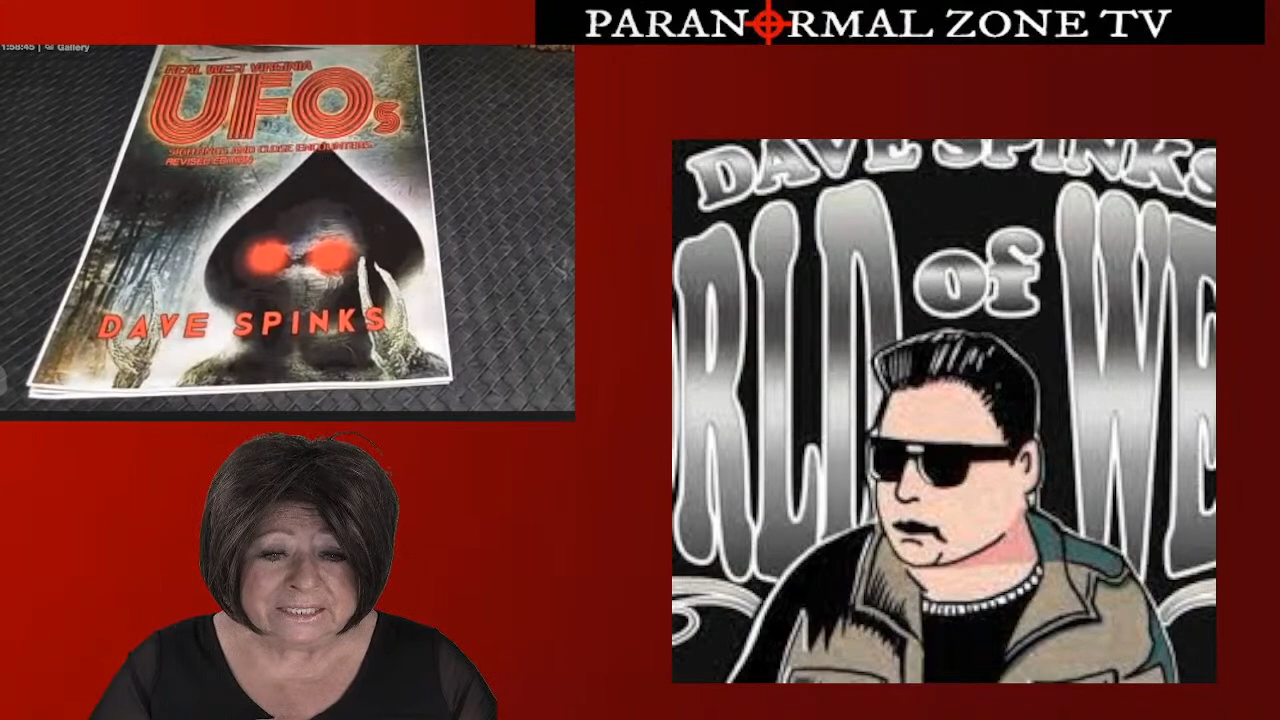 PARANORMAL ZONE TV
1:58:45 | Gallery
REAL WEST VIRGINIA
UFOs
SIGHTINGS AND CLOSE ENCOUNTERS
REVISED EDITION
DAVE SPINKS
DAVE SPINKS
RLD of WE